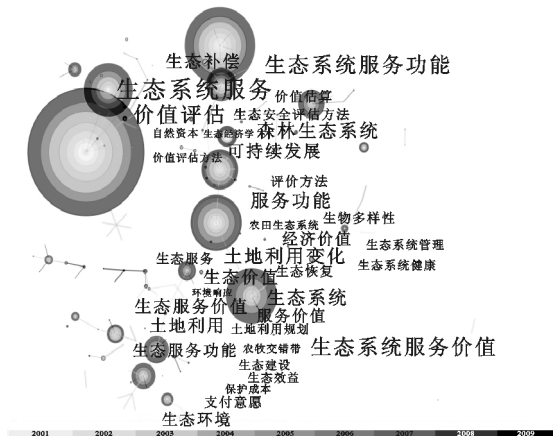 生态补偿
生态系统服务功能
生态系统服务
价值估算
价值评估
生态安全评估方法
自然资本
生态经济学
森林生态系统
价值评估方法
可持续发展
评价方法
服务功能
生物多样性
农田生态系统
经济价值
生态系统管理
生态服务
土地利用变化
生态系统健康
生态价值
生态恢复
环境响应
生态系统
生态服务价值
服务价值
土地利用
土地利用规划
生态服务功能
农牧交错带
生态系统服务价值
生态建设
生态效益
保护成本
支付意愿
生态环境
2001 2002 2003 2004 2005 2006 2007 2008 2009